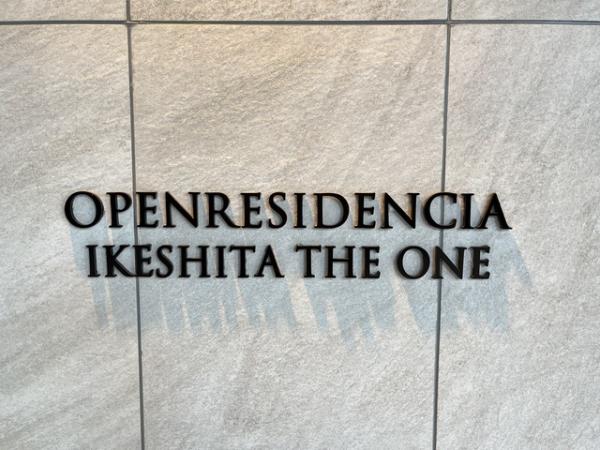 OPENRESIDENCIA
IKESHITA THE ONE